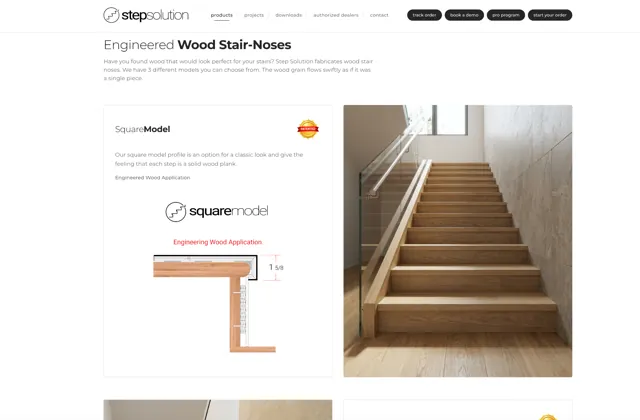 stepsolution
products
projects
downloads
authorized dealers
contact
track order
book a demo
pro program
start your order
Engineered Wood Stair-Noses
Have you found wood that would look perfect for your stairs? Step Solution fabricates wood stair
noses. We have 3 different models you can choose from. The wood grain flows swiftly as if it was
a single piece.
SquareModel
Our square model profile is an option for a classic look and give the
feeling that each step is a solid wood plank.
Engineered Wood Application
squaremodel
Engineering Wood Application
1 5/8